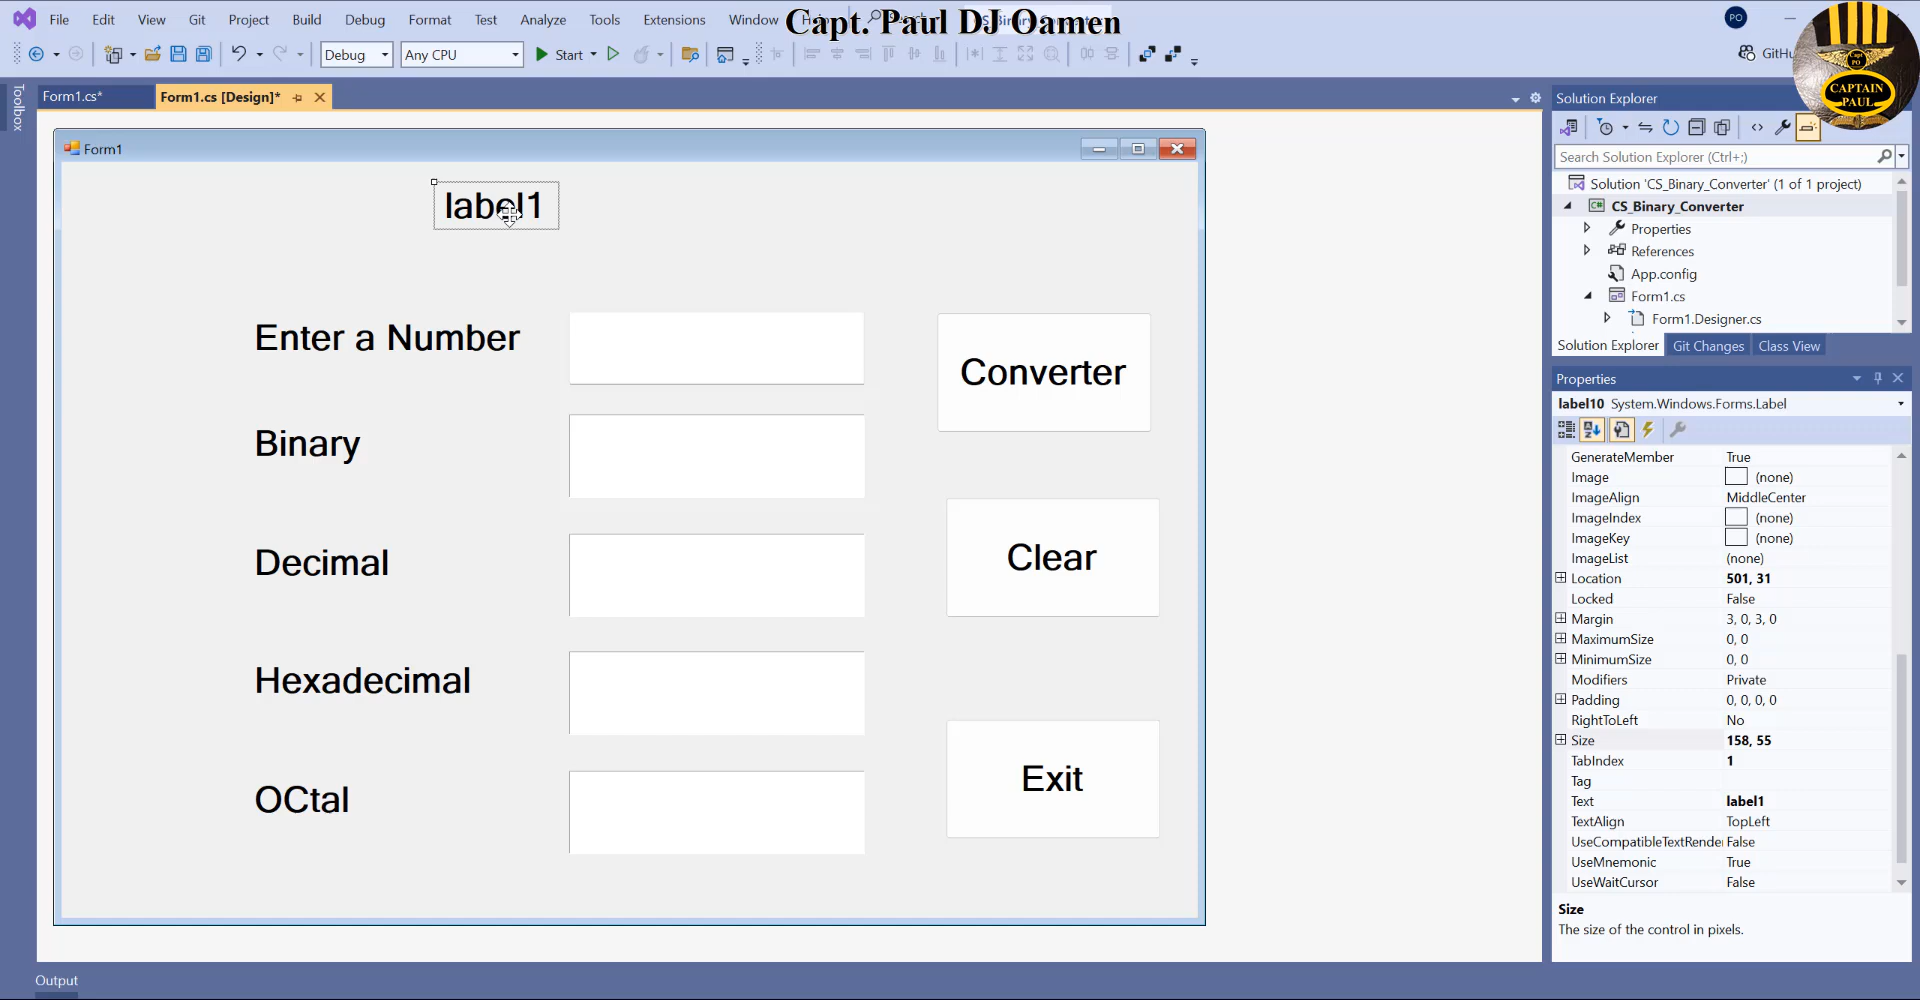 File Edit View Git Project Build Debug Format Test Analyze Tools Extensions Window
Capt. Paul DJ Oamen
PO
Debug Any CPU Start
GitHu
CAPTAIN
PAUL
Toolbox
Form1.cs* Form1.cs [Design]*
Solution Explorer
Search Solution Explorer (Ctrl+;)
Solution 'CS_Binary_Converter' (1 of 1 project)
CS_Binary_Converter
Properties
References
App.config
Form1.cs
Form1.Designer.cs
Solution Explorer Git Changes Class View
Form1
label1
Enter a Number
Binary
Decimal
Hexadecimal
OCtal
Converter
Clear
Exit
Properties
label10 System.Windows.Forms.Label
GenerateMember True
Image (none)
ImageAlign MiddleCenter
ImageIndex (none)
ImageKey (none)
ImageList (none)
Location 501, 31
Locked False
Margin 3, 0, 3, 0
MaximumSize 0, 0
MinimumSize 0, 0
Modifiers Private
Padding 0, 0, 0, 0
RightToLeft No
Size 158, 55
TabIndex 1
Tag
Text label1
TextAlign TopLeft
UseCompatibleTextRende False
UseMnemonic True
UseWaitCursor False
Size
The size of the control in pixels.
Output